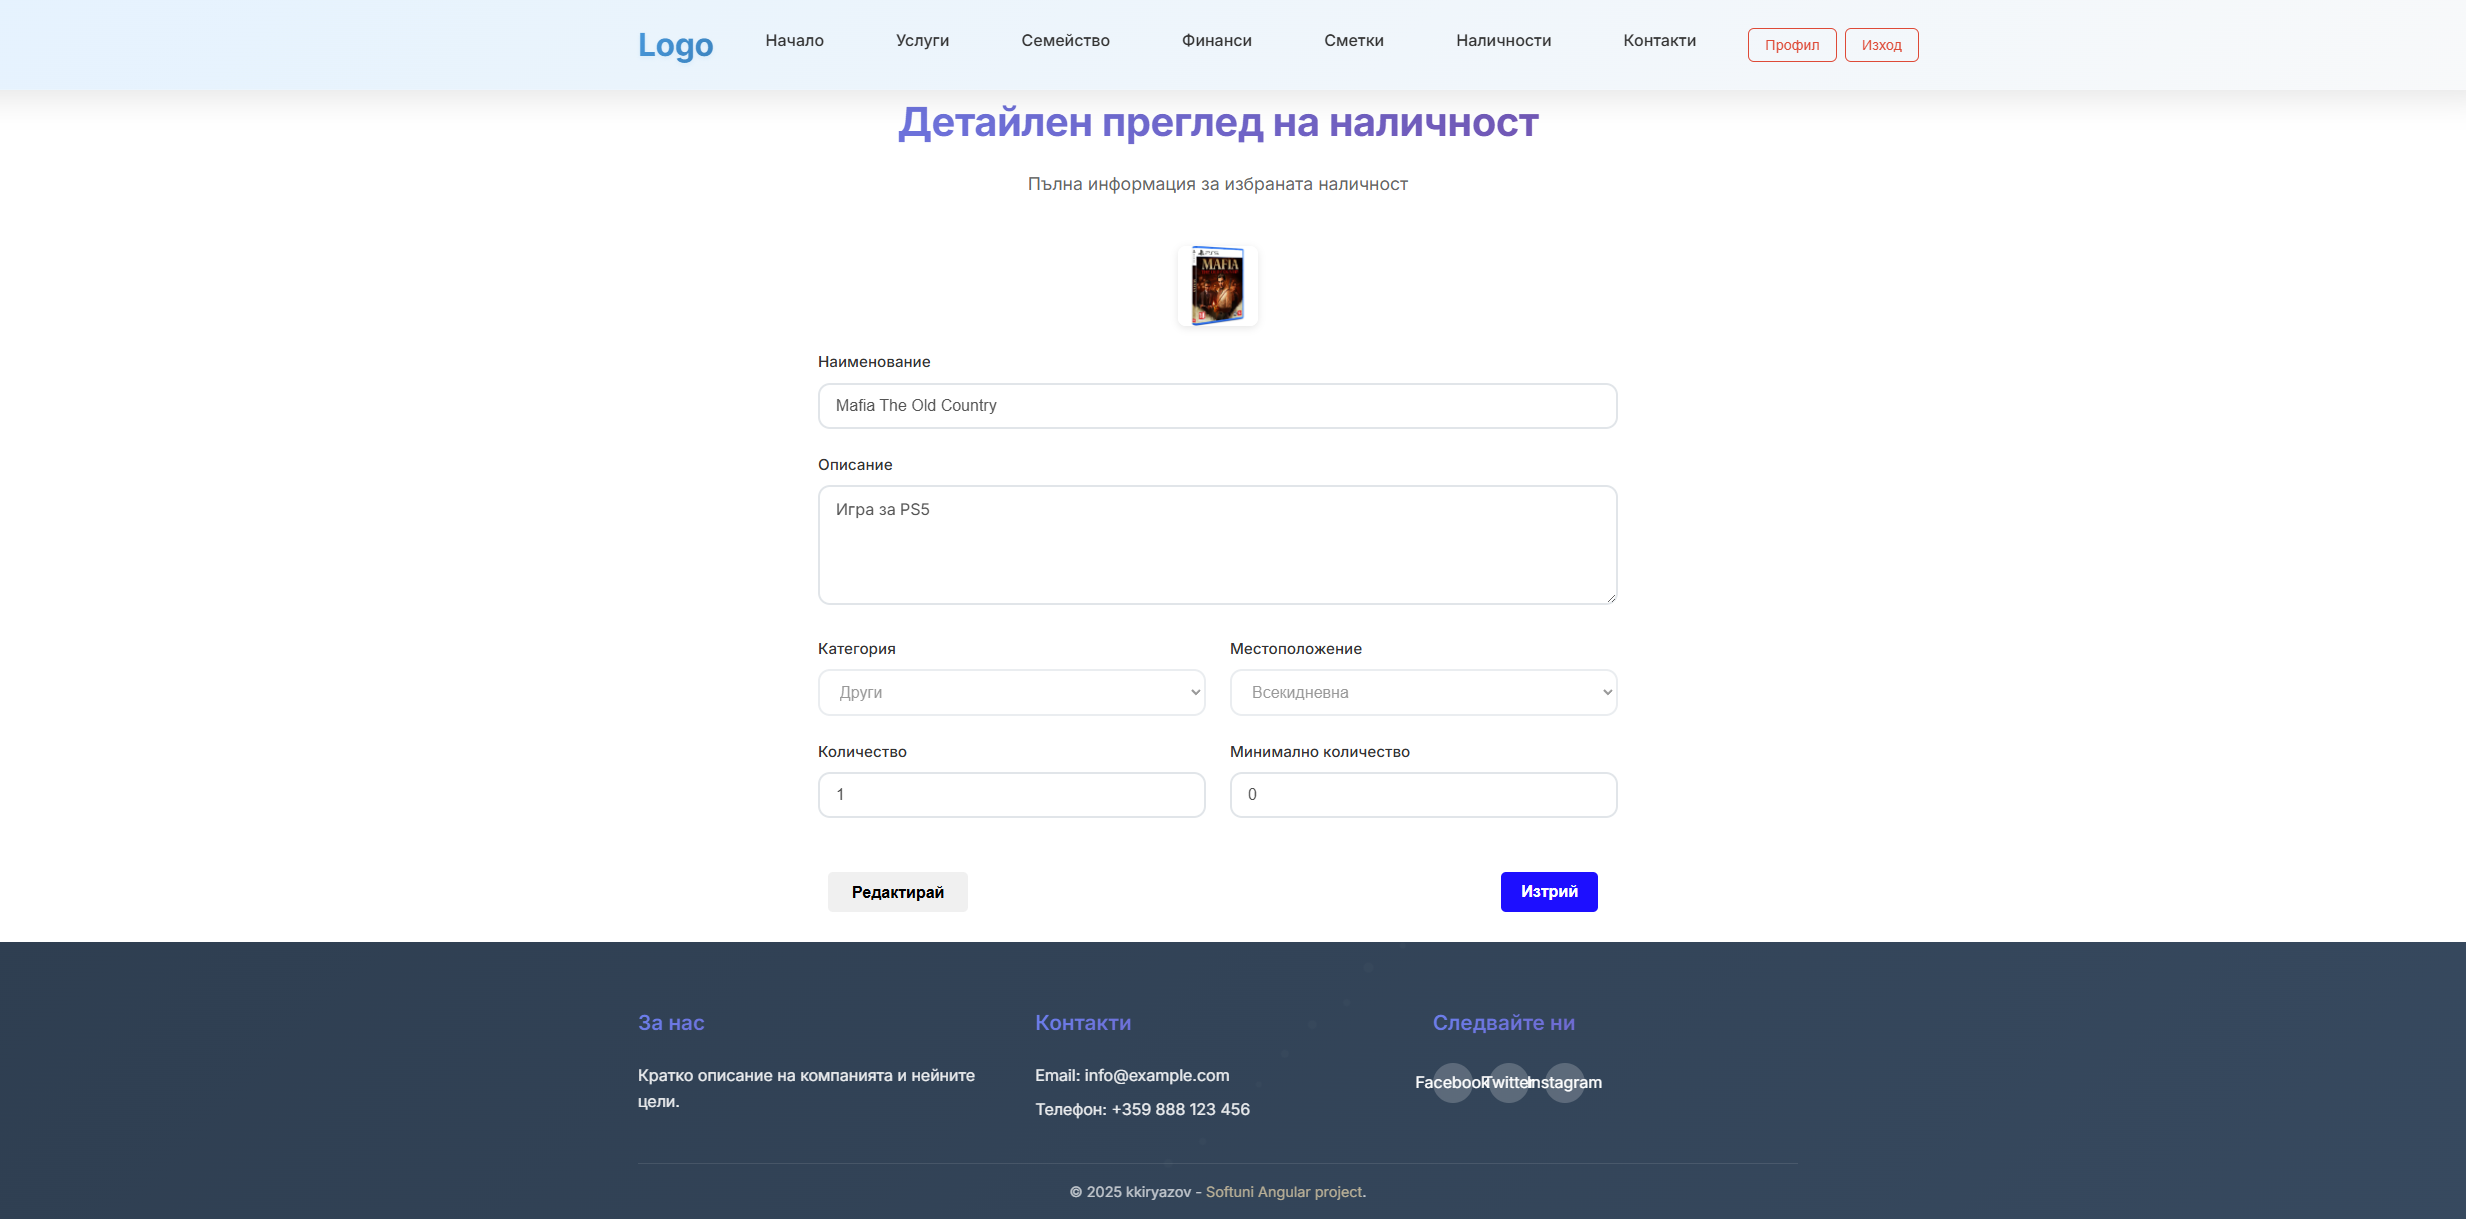 Logo
Начало
Услуги
Семейство
Финанси
Сметки
Наличности
Контакти
Профил
Изход
Детайлен преглед на наличност
Пълна информация за избраната наличност
PS5
MAFIA
Наименование
Mafia The Old Country
Описание
Игра за PS5
Категория
Местоположение
Други
Всекидневна
Количество
Минимално количество
1
0
Редактирай
Изтрий
За нас
Кратко описание на компанията и нейните
цели.
Контакти
Email: info@example.com
Телефон: +359 888 123 456
Следвайте ни
Facebook
Twitter
Instagram
© 2025 kkiryazov - Softuni Angular project.